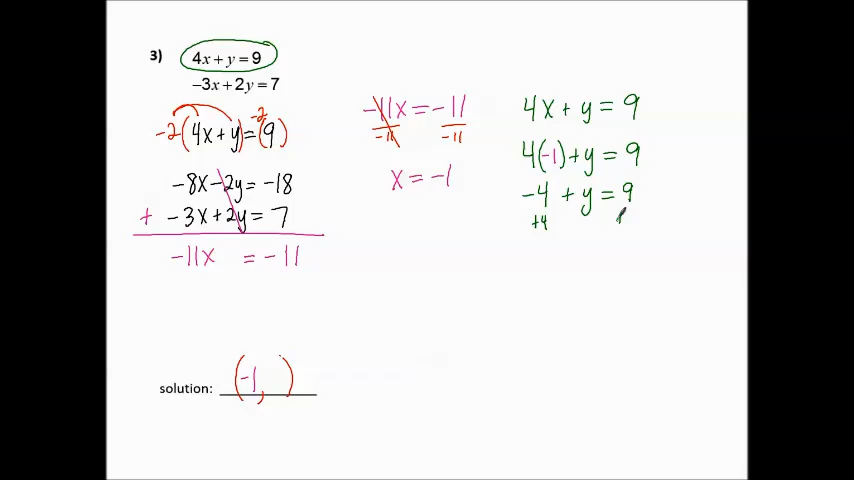 3) 4x + y = 9
-3x + 2y = 7
-2(4x + y) = -2(9)
-8x - 2y = -18
+ -3x + 2y = 7
-11x = -11
-11x = -11
-11 -11
x = -1
4x + y = 9
4(-1) + y = 9
-4 + y = 9
+4
solution: (-1, )